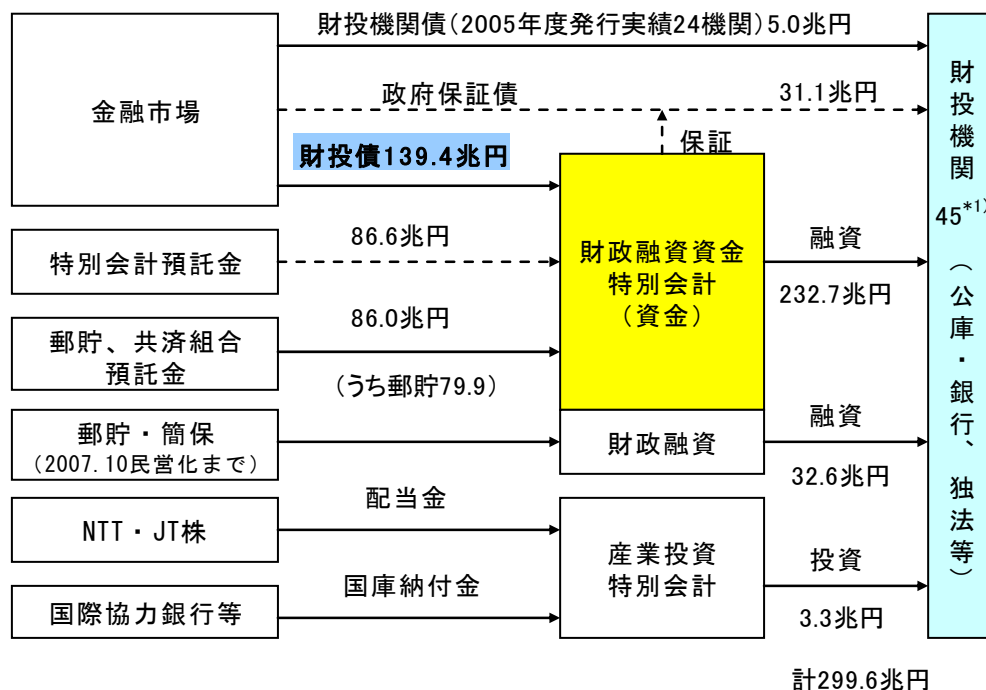 財投機関債(2005年度発行実績24機関)5.0兆円
金融市場
政府保証債
31.1兆円
保証
財投債139.4兆円
特別会計預託金
86.6兆円
財政融資資金
特別会計
(資金)
融資
232.7兆円
郵貯、共済組合
預託金
86.0兆円
(うち郵貯79.9)
郵貯・簡保
(2007.10民営化まで)
財政融資
融資
32.6兆円
NTT・JT株
配当金
産業投資
特別会計
投資
3.3兆円
国際協力銀行等
国庫納付金
財投機関
45*1)
(公庫・銀行、独法等)
計299.6兆円